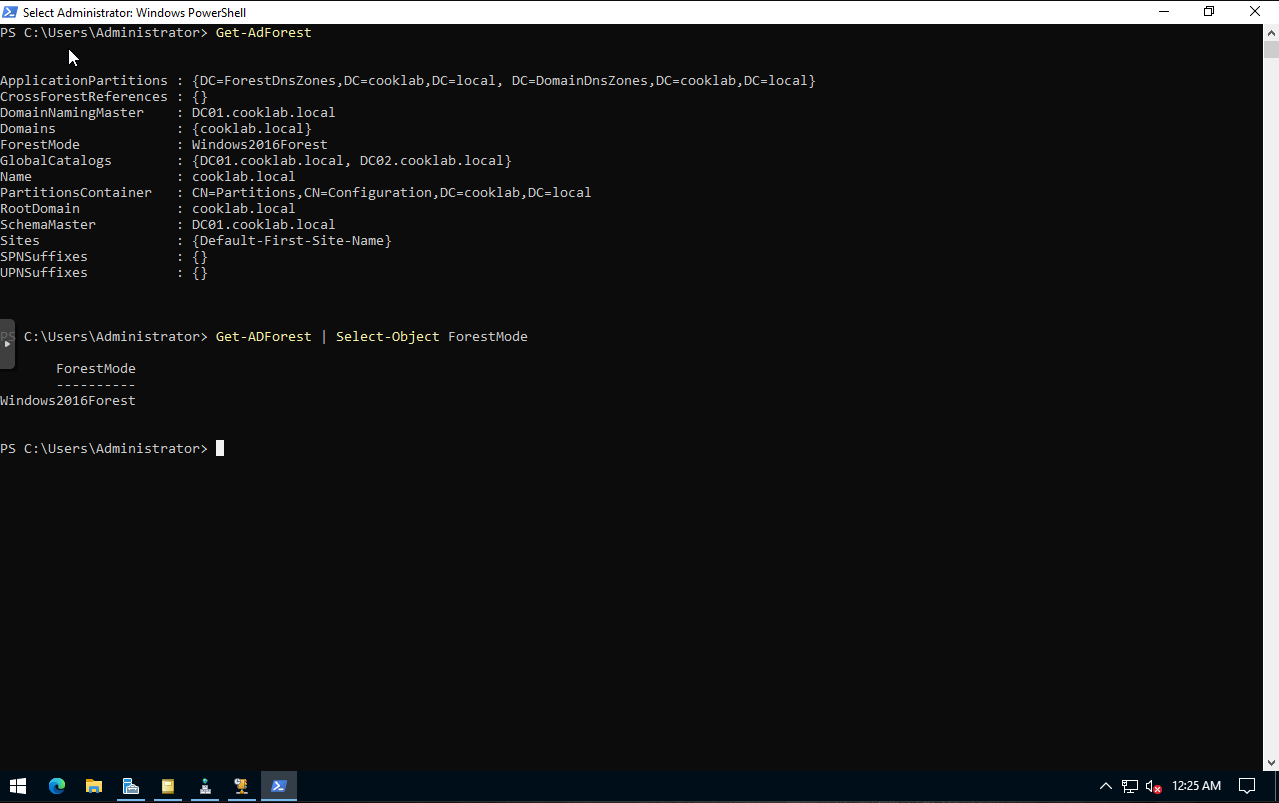 Select Administrator: Windows PowerShell
PS C:\Users\Administrator> Get-AdForest
ApplicationPartitions : {DC=ForestDnsZones,DC=cooklab,DC=local, DC=DomainDnsZones,DC=cooklab,DC=local}
CrossForestReferences : {}
DomainNamingMaster    : DC01.cooklab.local
Domains               : {cooklab.local}
ForestMode            : Windows2016Forest
GlobalCatalogs        : {DC01.cooklab.local, DC02.cooklab.local}
Name                  : cooklab.local
PartitionsContainer   : CN=Partitions,CN=Configuration,DC=cooklab,DC=local
RootDomain            : cooklab.local
SchemaMaster          : DC01.cooklab.local
Sites                 : {Default-First-Site-Name}
SPNSuffixes           : {}
UPNSuffixes           : {}
PS C:\Users\Administrator> Get-ADForest | Select-Object ForestMode
ForestMode
----------
Windows2016Forest
PS C:\Users\Administrator>
12:25 AM